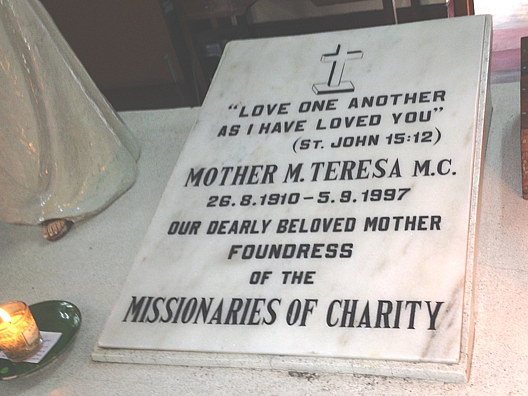 “LOVE ONE ANOTHER
AS I HAVE LOVED YOU”
(ST. JOHN 15:12)
MOTHER M. TERESA M.C.
26.8.1910–5.9.1997
OUR DEARLY BELOVED MOTHER
FOUNDRESS
OF THE
MISSIONARIES OF CHARITY